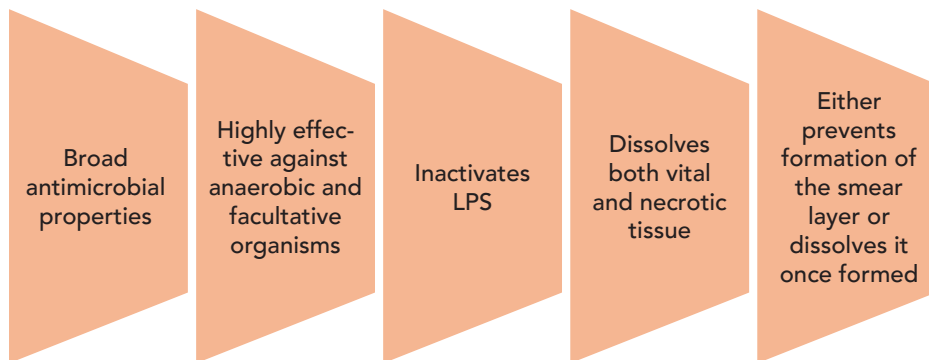 Broad
antimicrobial
properties
Highly effec-
tive against
anaerobic and
facultative
organisms
Inactivates
LPS
Dissolves
both vital
and necrotic
tissue
Either
prevents
formation of
the smear
layer or
dissolves it
once formed